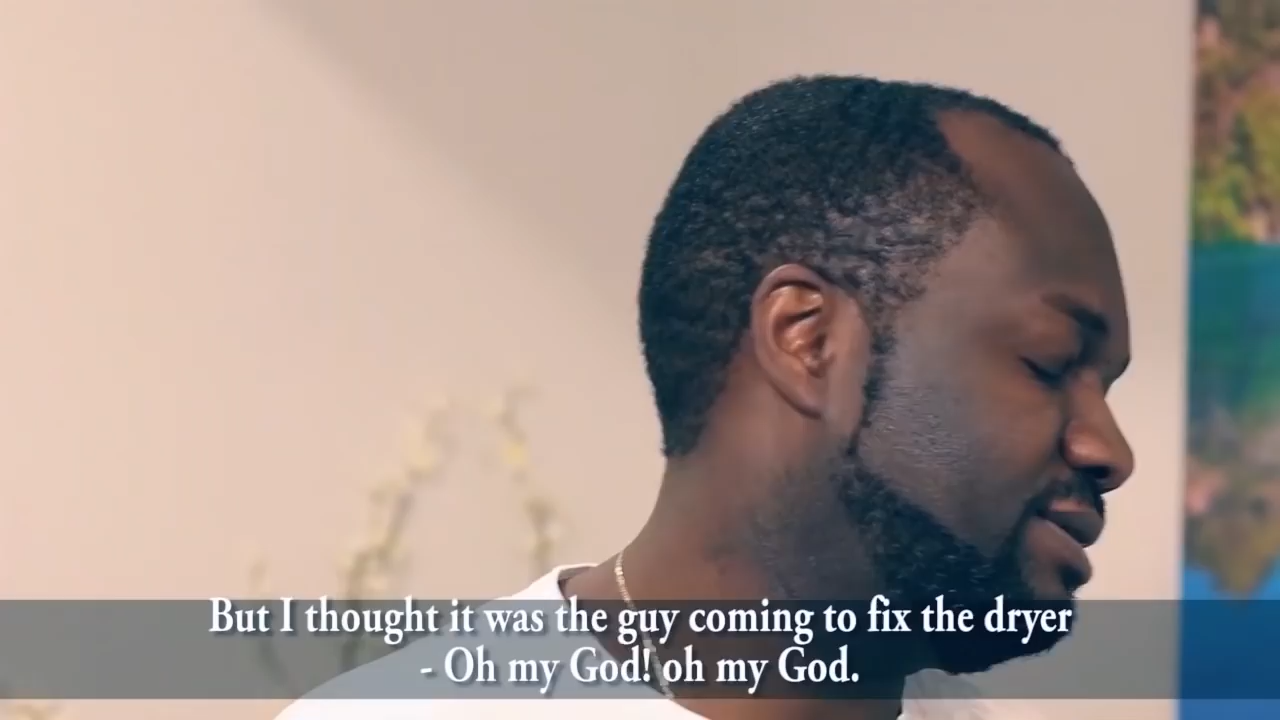 But I thought it was the guy coming to fix the dryer
- Oh my God! oh my God.